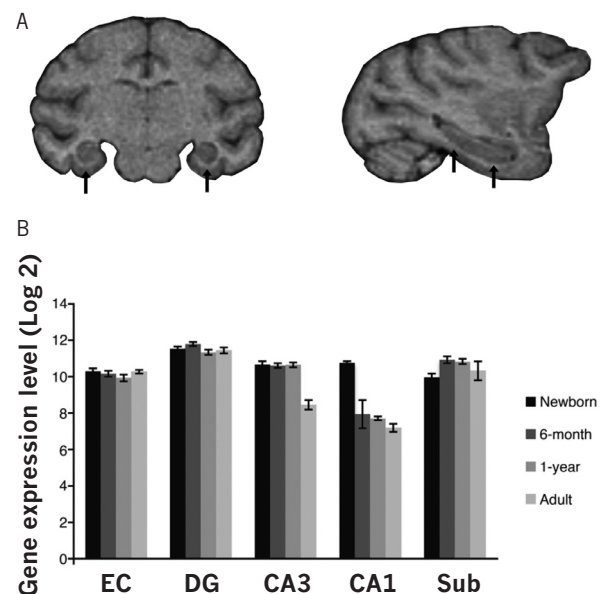 A
B
Gene expression level (Log 2)
14
12
10
8
6
4
2
0
EC DG CA3 CA1 Sub
Newborn
6-month
1-year
Adult